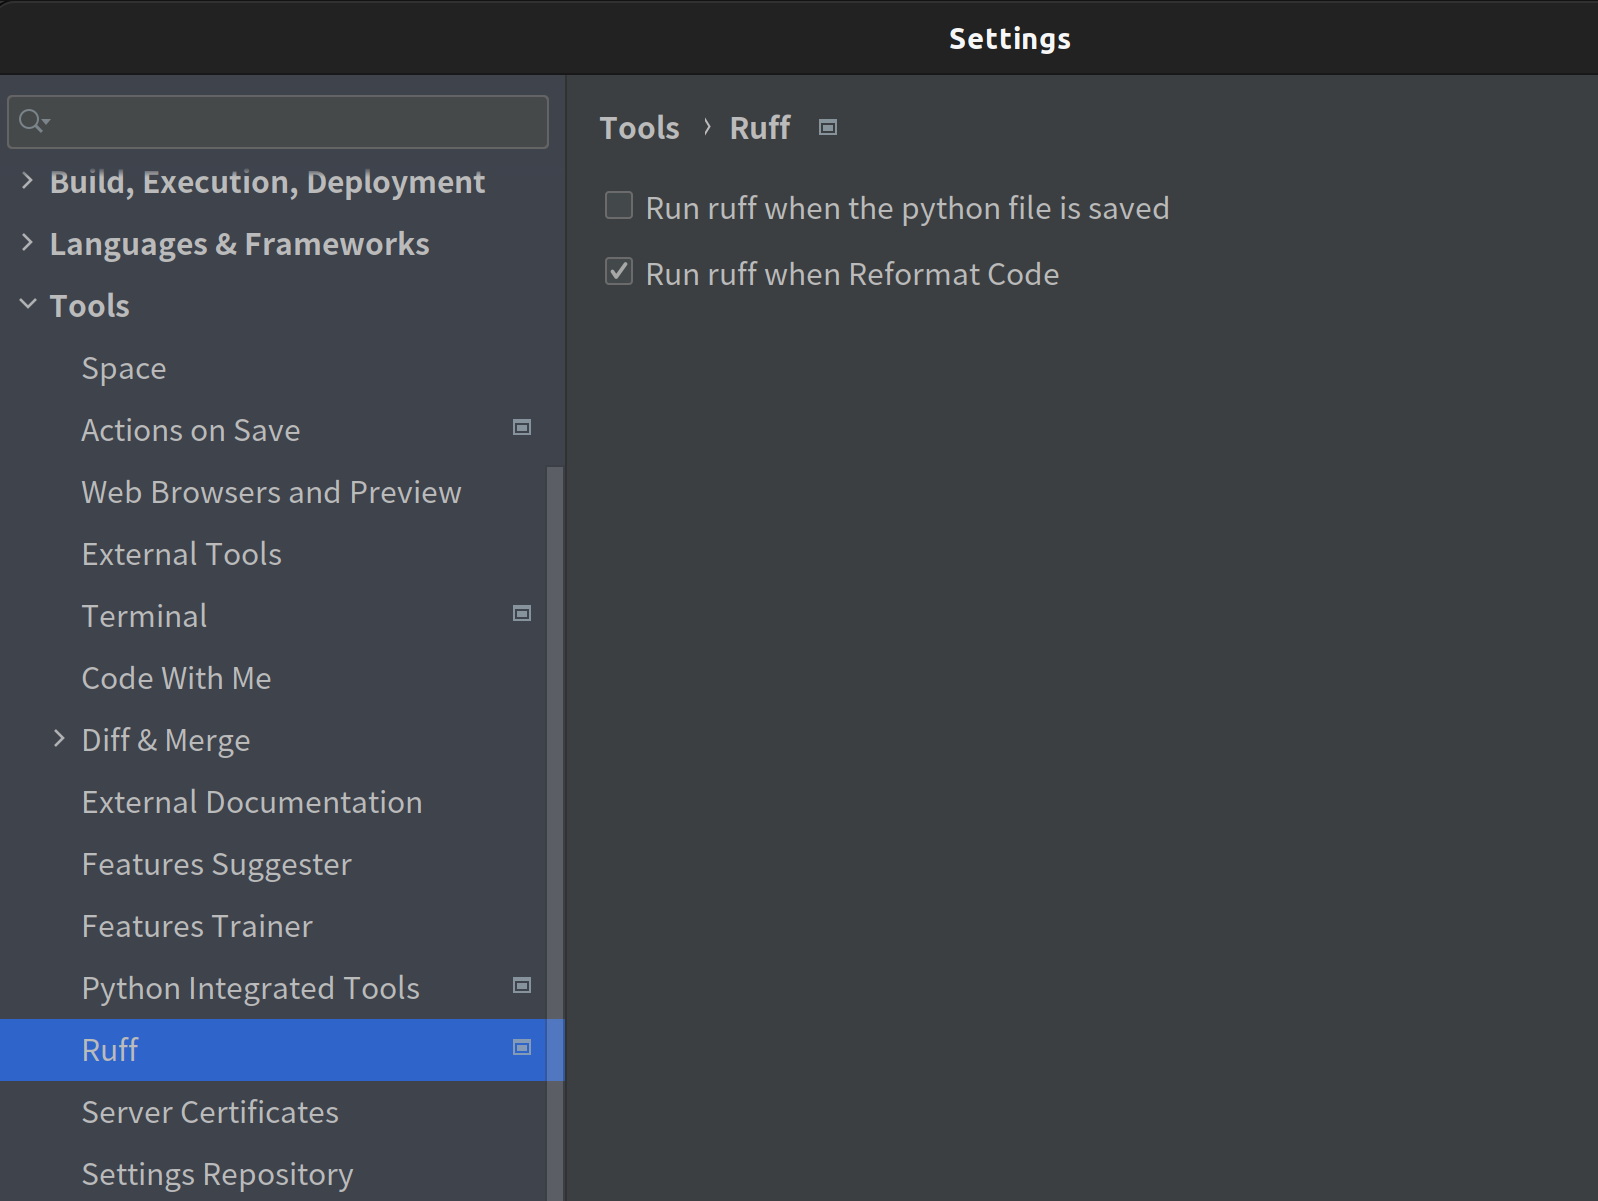 Settings
Build, Execution, Deployment
Languages & Frameworks
Tools
Space
Actions on Save
Web Browsers and Preview
External Tools
Terminal
Code With Me
Diff & Merge
External Documentation
Features Suggester
Features Trainer
Python Integrated Tools
Ruff
Server Certificates
Settings Repository
Tools › Ruff
Run ruff when the python file is saved
Run ruff when Reformat Code